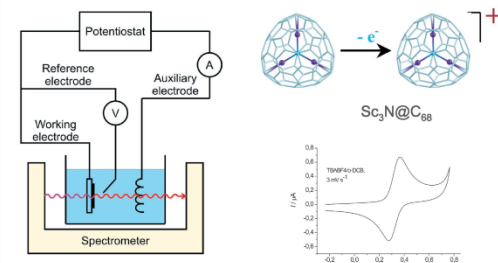 Potentiostat
Reference
electrode
Auxiliary
electrode
A
V
Working
electrode
Spectrometer
- e⁻
+
Sc₃N@C₆₈
TBABF4/o-DCB,
3 mV s⁻¹
I / μA
0,8
0,6
0,4
0,2
0,0
-0,2
-0,4
-0,6
-0,2 0,0 0,2 0,4 0,6 0,8